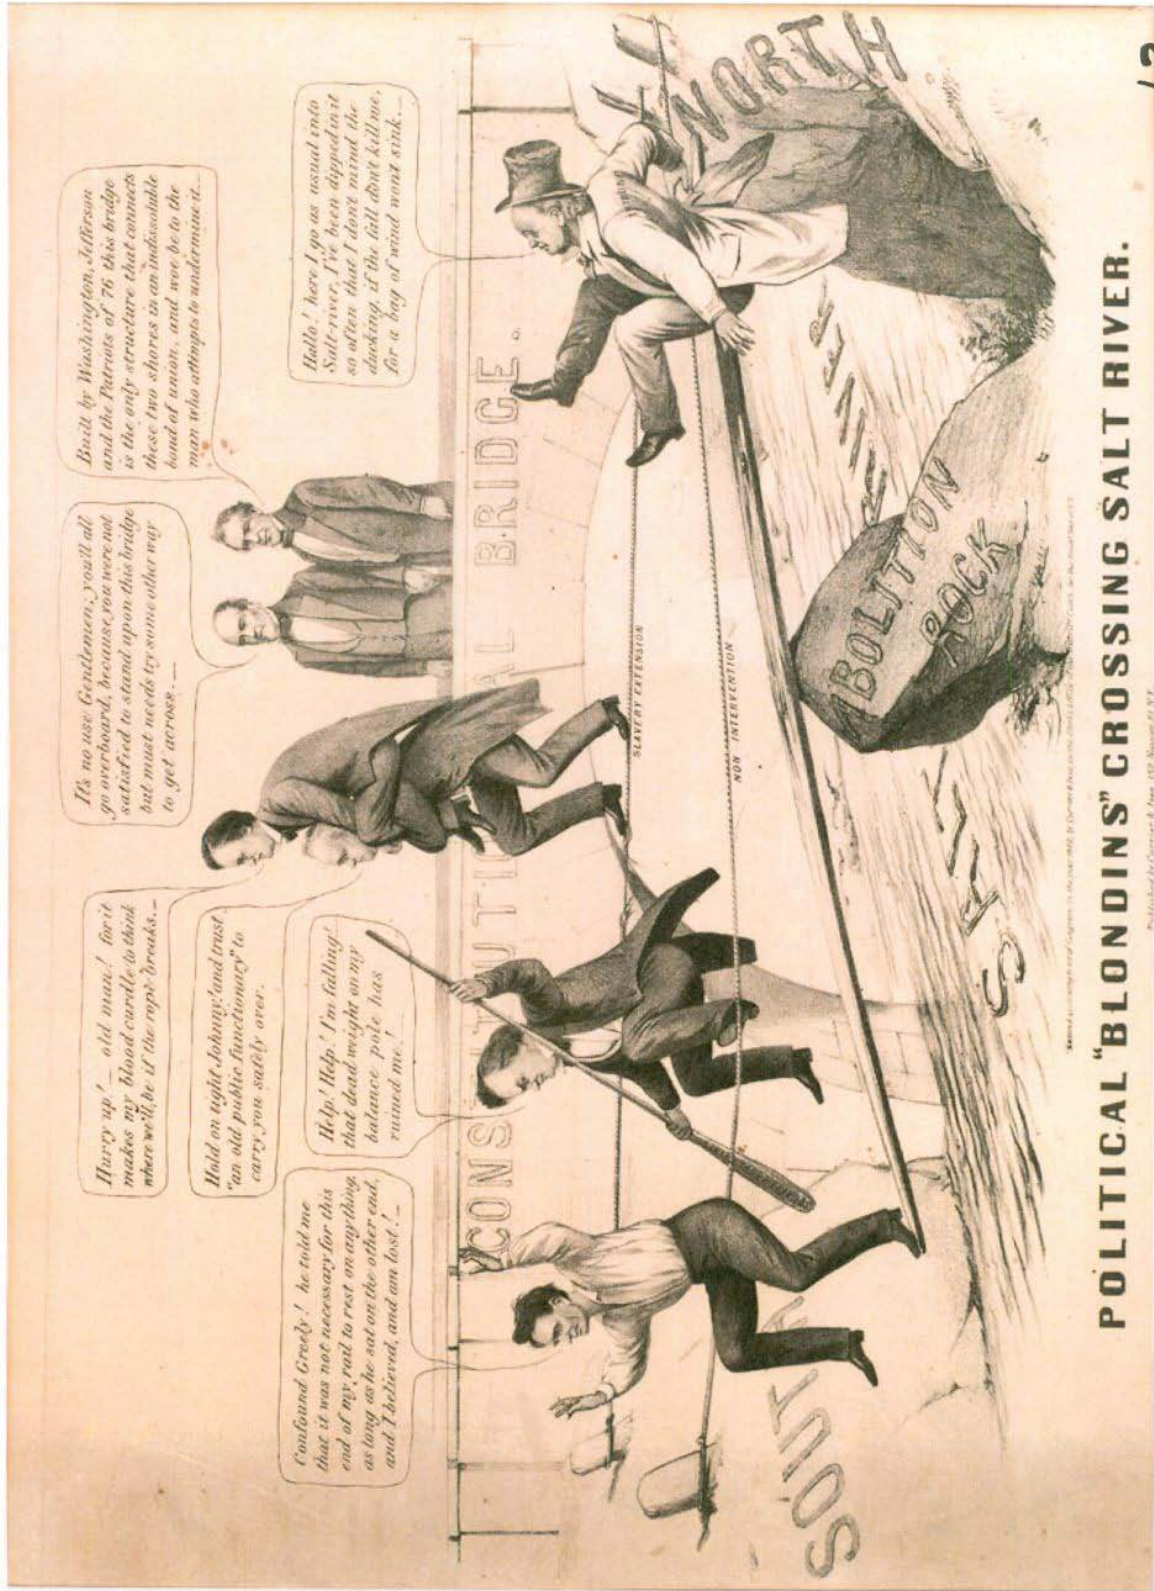 Confound Greely! he told me
that it was not necessary for this
end of my rail to rest on anything
as long as he sat on the other end,
and I believed, and am lost!_
Help! Help! I'm falling!_
that dead weight on my
balance pole has
ruined me!_
Hurry up!_ old man! for it
makes my blood curdle to think
where we'll be if the rope breaks._
Hold on tight Johnny! and trust
"an old public functionary" to
carry you safely over._
It's no use Gentlemen; you'll all
go overboard, because you were not
satisfied to stand upon this bridge
but must needs try some other way
to get across._
Built by Washington, Jefferson
and the Patriots of 76 this bridge
is the only structure that connects
these two shores in an indissoluble
bond of union, and woe be to the
man who attempts to undermine it._
Hallo! here I go as usual into
Salt-river, I've been dipped in it
so often that I don't mind the
ducking, if the fall don't kill me,
for a bag of wind won't sink._
CONSTITUTIONAL BRIDGE.
SLAVERY EXTENSION
NON INTERVENTION
SOUTH
NORTH
SALT RIVER
ABOLITION
ROCK
POLITICAL "BLONDINS" CROSSING SALT RIVER.